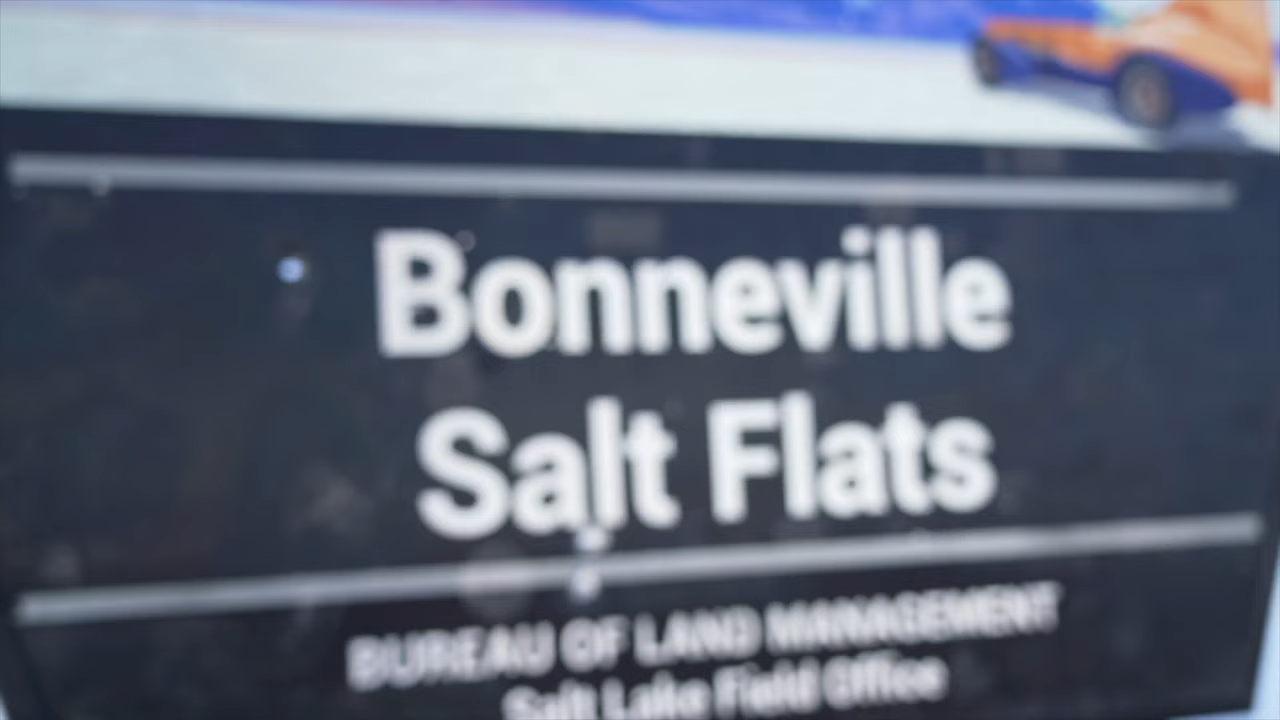 Bonneville
Salt Flats
BUREAU OF LAND MANAGEMENT
Salt Lake Field Office